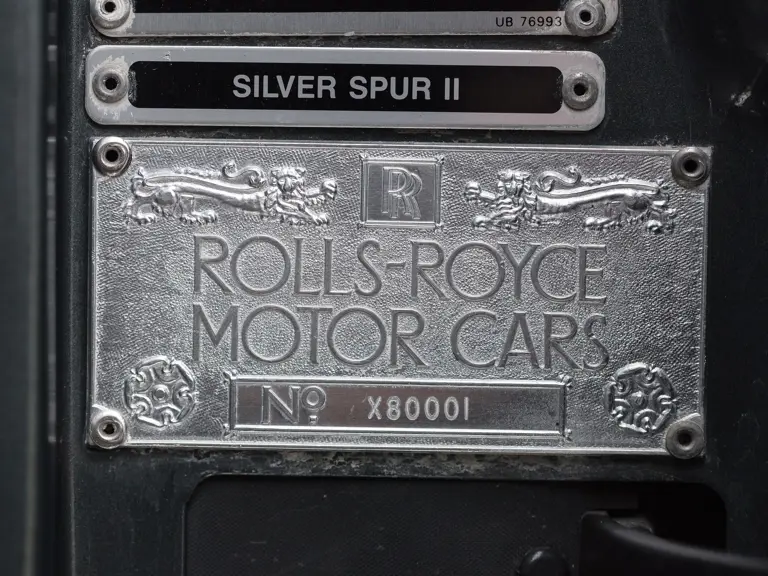 UB 76993
SILVER SPUR II
RR
ROLLS-ROYCE
MOTOR CARS
Nº X80001